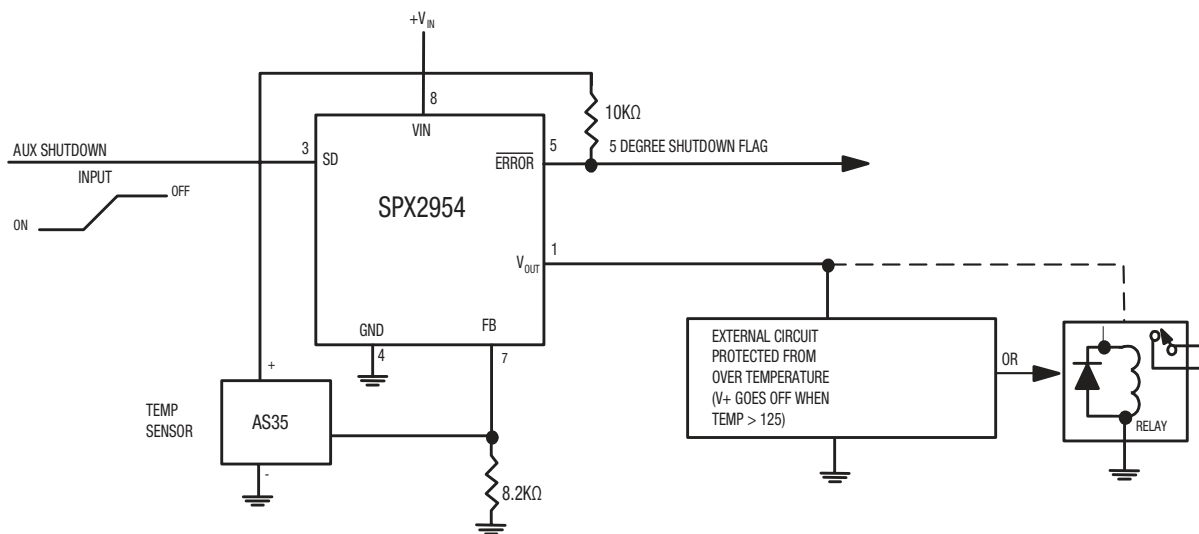 +VIN
8
10KΩ
VIN
AUX SHUTDOWN
3
SD
ERROR
5
5 DEGREE SHUTDOWN FLAG
INPUT
OFF
ON
SPX2954
VOUT
1
GND
FB
4
7
EXTERNAL CIRCUIT
PROTECTED FROM
OVER TEMPERATURE
(V+ GOES OFF WHEN
TEMP > 125)
OR
RELAY
+
TEMP
SENSOR
AS35
-
8.2KΩ